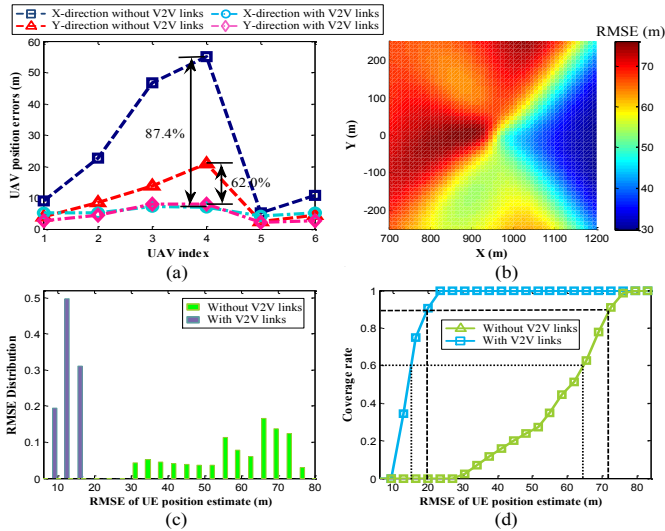 X-direction without V2V links
X-direction with V2V links
Y-direction without V2V links
Y-direction with V2V links
UAV position errors (m)
60
50
40
30
20
10
0
87.4%
62.0%
1 2 3 4 5 6
UAV index
(a)
RMSE (m)
Y (m)
200
100
0
-100
-200
700 800 900 1000 1100 1200
X (m)
70
60
50
40
30
(b)
RMSE Distribution
0.5
0.4
0.3
0.2
0.1
0
Without V2V links
With V2V links
10 20 30 40 50 60 70 80
RMSE of UE position estimate (m)
(c)
Coverage rate
1
0.8
0.6
0.4
0.2
0
Without V2V links
With V2V links
10 20 30 40 50 60 70 80
RMSE of UE position estimate (m)
(d)